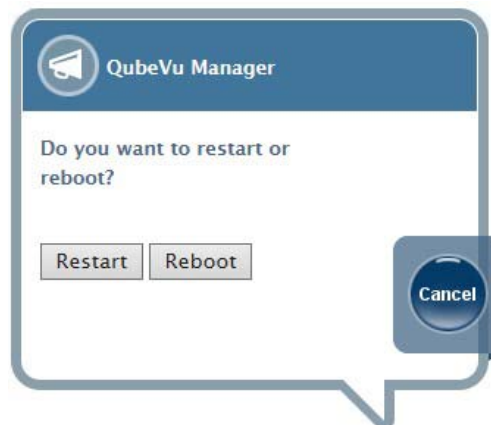 QubeVu Manager
Do you want to restart or
reboot?
Restart Reboot
Cancel